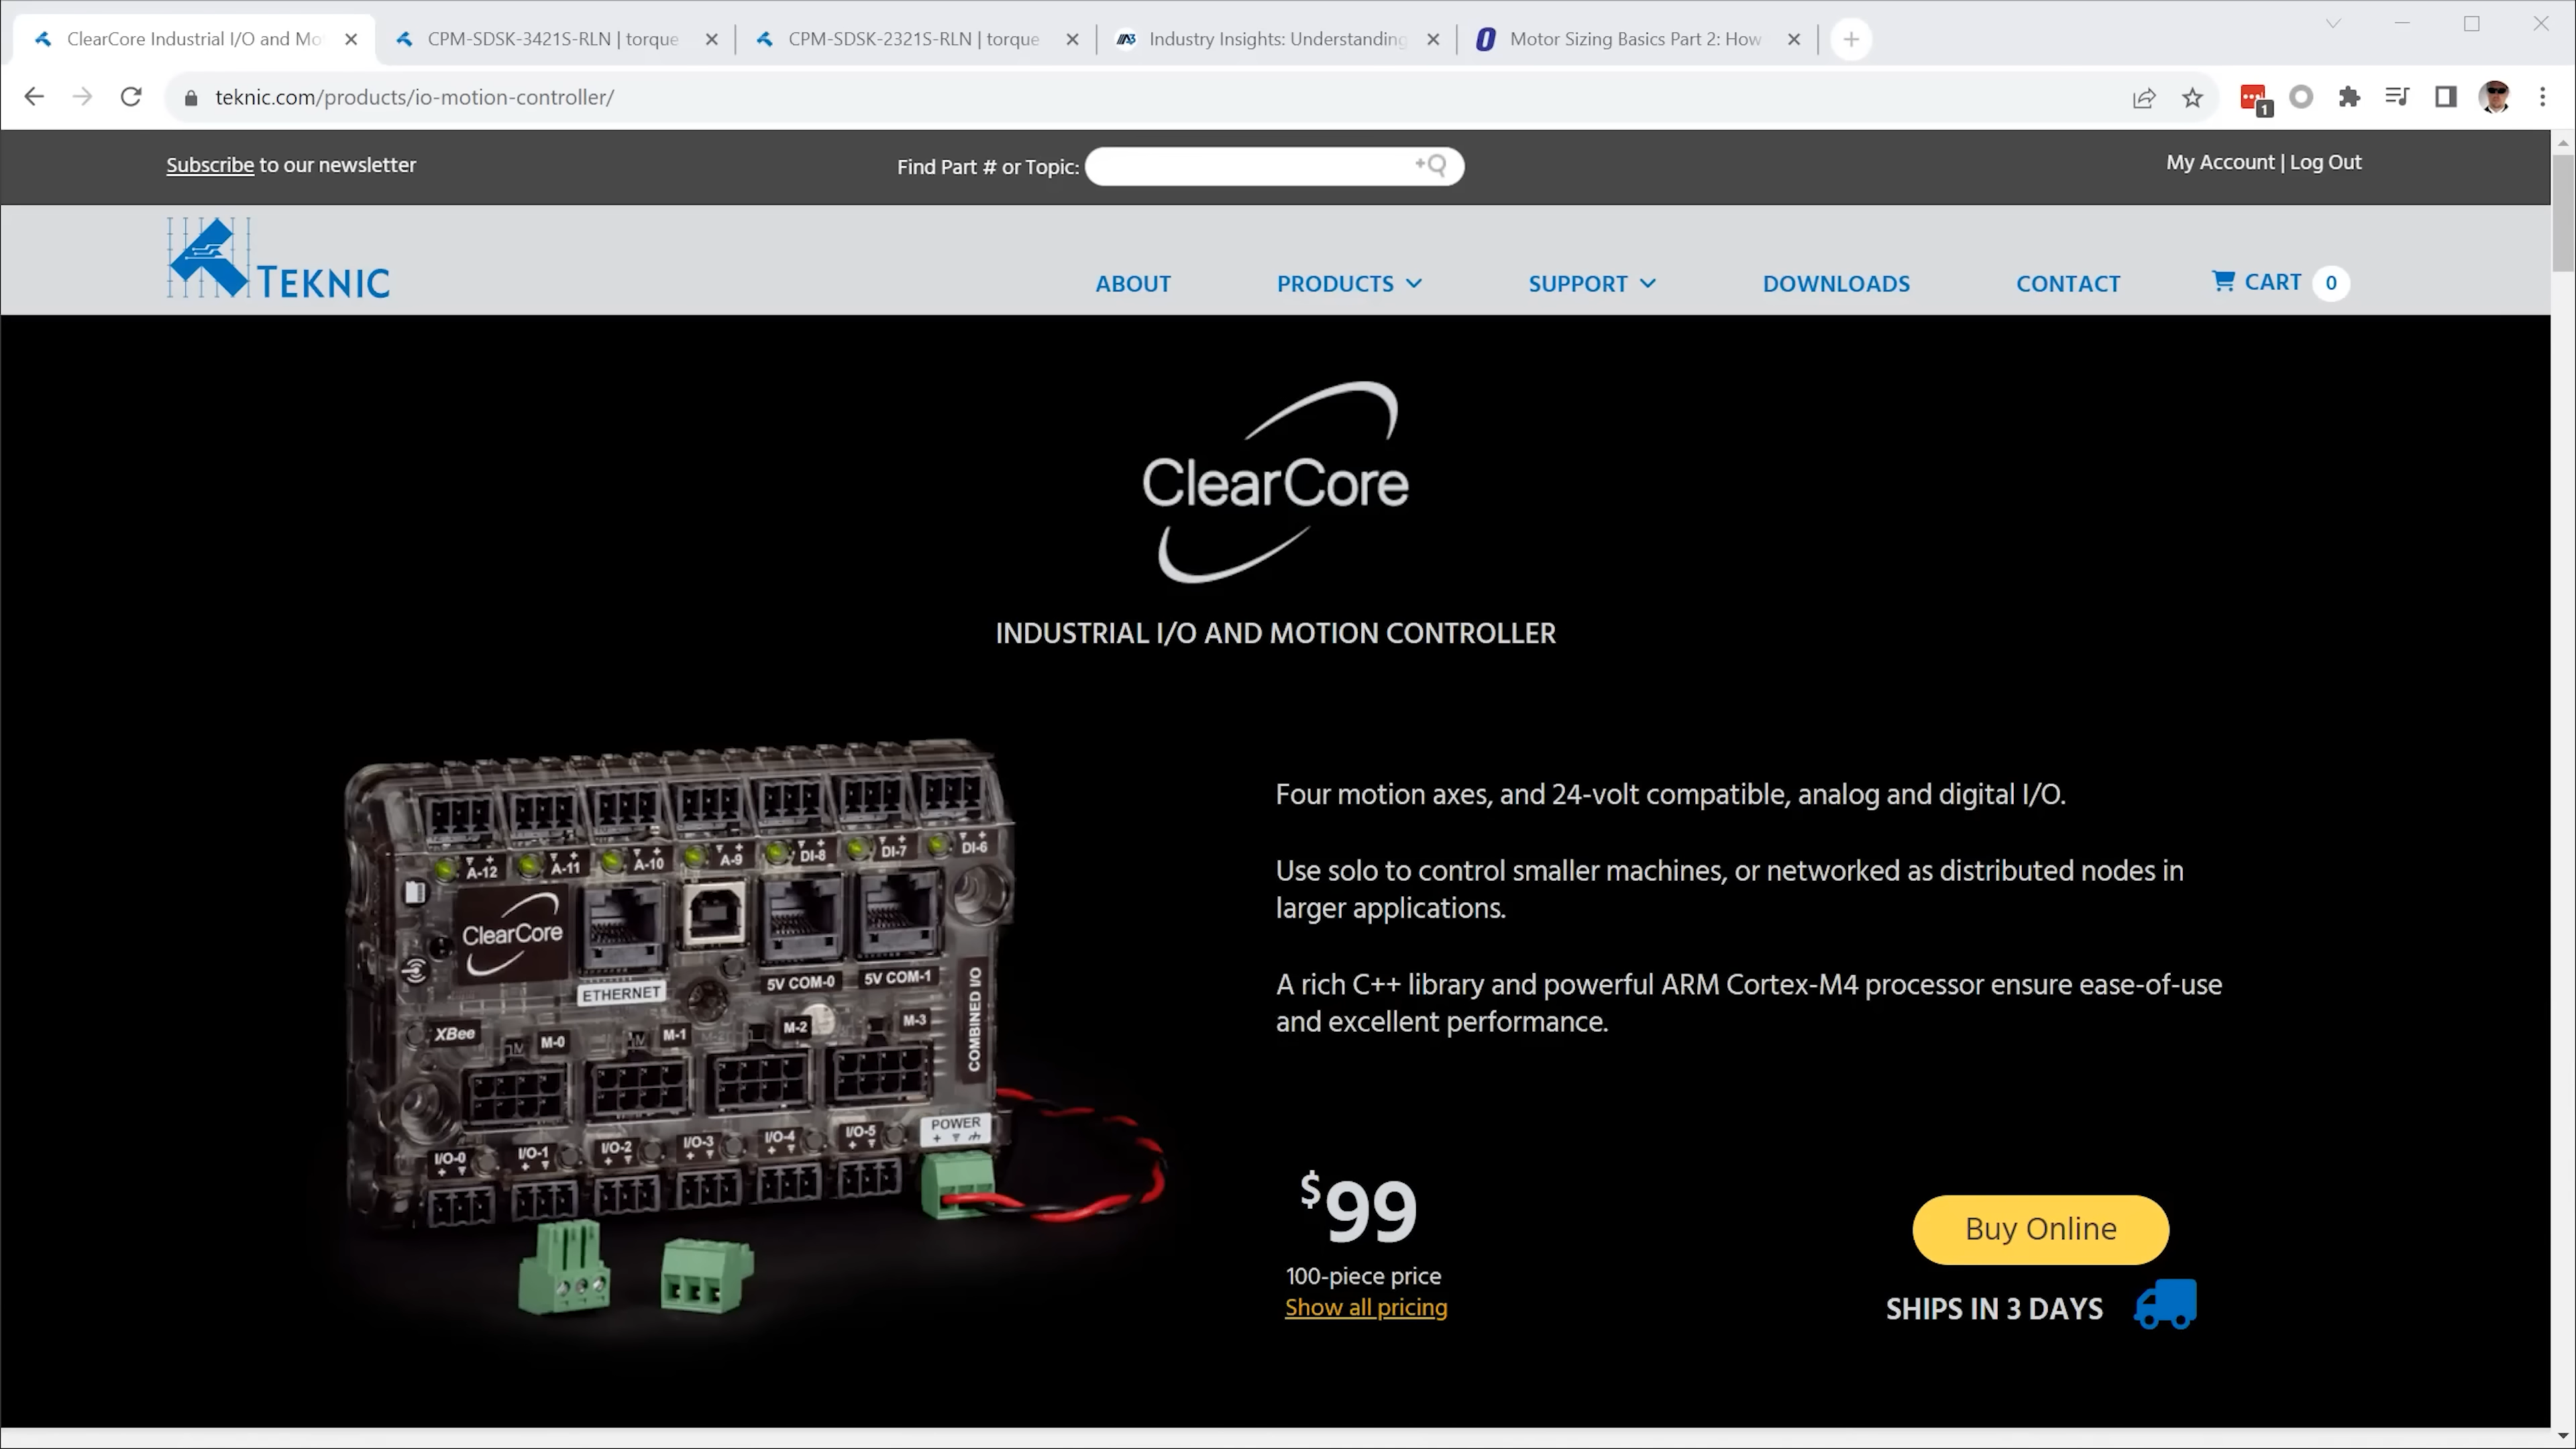 ClearCore Industrial I/O and Mo
CPM-SDSK-3421S-RLN | torque
CPM-SDSK-2321S-RLN | torque
Industry Insights: Understanding
Motor Sizing Basics Part 2: How
teknic.com/products/io-motion-controller/
1
Subscribe to our newsletter
Find Part # or Topic:
My Account | Log Out
TEKNIC
ABOUT
PRODUCTS
SUPPORT
DOWNLOADS
CONTACT
CART 0
ClearCore
INDUSTRIAL I/O AND MOTION CONTROLLER
A-12
A-11
A-10
A-9
DI-8
DI-7
DI-6
ClearCore
ETHERNET
5V COM-0
5V COM-1
COMBINED I/O
XBee
M-0
M-1
M-2
M-3
I/O-0
I/O-1
I/O-2
I/O-3
I/O-4
I/O-5
POWER
Four motion axes, and 24-volt compatible, analog and digital I/O.
Use solo to control smaller machines, or networked as distributed nodes in
larger applications.
A rich C++ library and powerful ARM Cortex-M4 processor ensure ease-of-use
and excellent performance.
$99
100-piece price
Show all pricing
Buy Online
SHIPS IN 3 DAYS